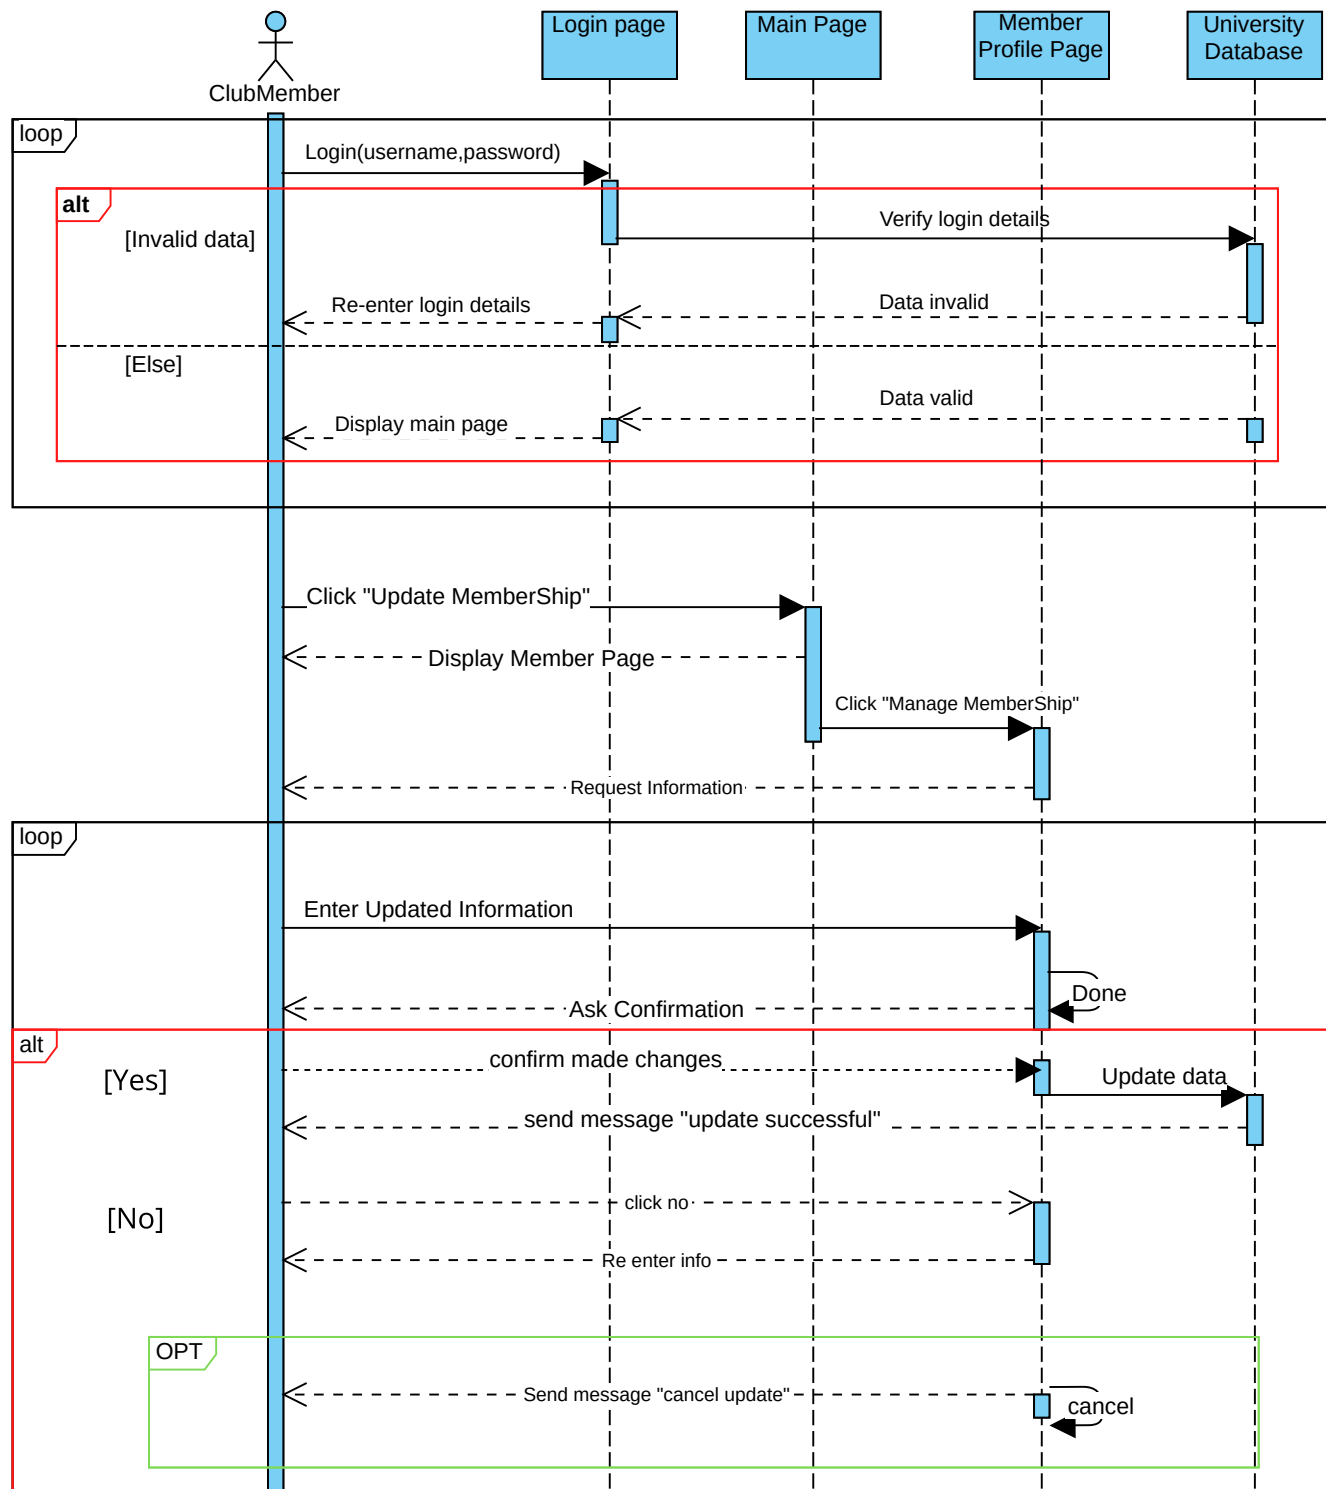 ClubMember
Login page
Main Page
Member
Profile Page
University
Database
loop
Login(username,password)
alt
[Invalid data]
Verify login details
Re-enter login details
Data invalid
[Else]
Data valid
Display main page
Click "Update MemberShip"
Display Member Page
Click "Manage MemberShip"
Request Information
loop
Enter Updated Information
Done
Ask Confirmation
alt
confirm made changes
[Yes]
Update data
send message "update successful"
click no
[No]
Re enter info
OPT
Send message "cancel update"
cancel